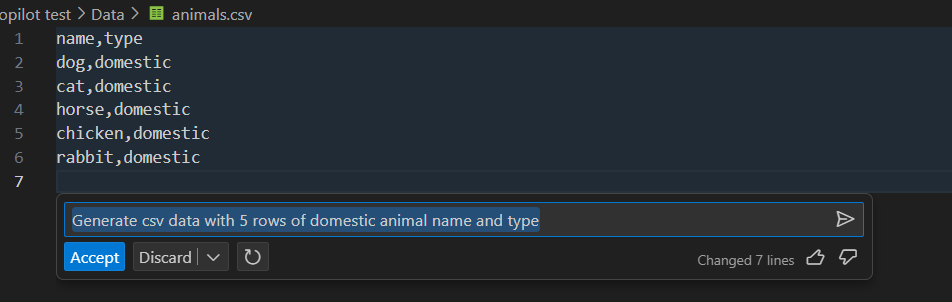 opilot test > Data > animals.csv
1 name,type
2 dog,domestic
3 cat,domestic
4 horse,domestic
5 chicken,domestic
6 rabbit,domestic
7
Generate csv data with 5 rows of domestic animal name and type
Accept Discard Changed 7 lines